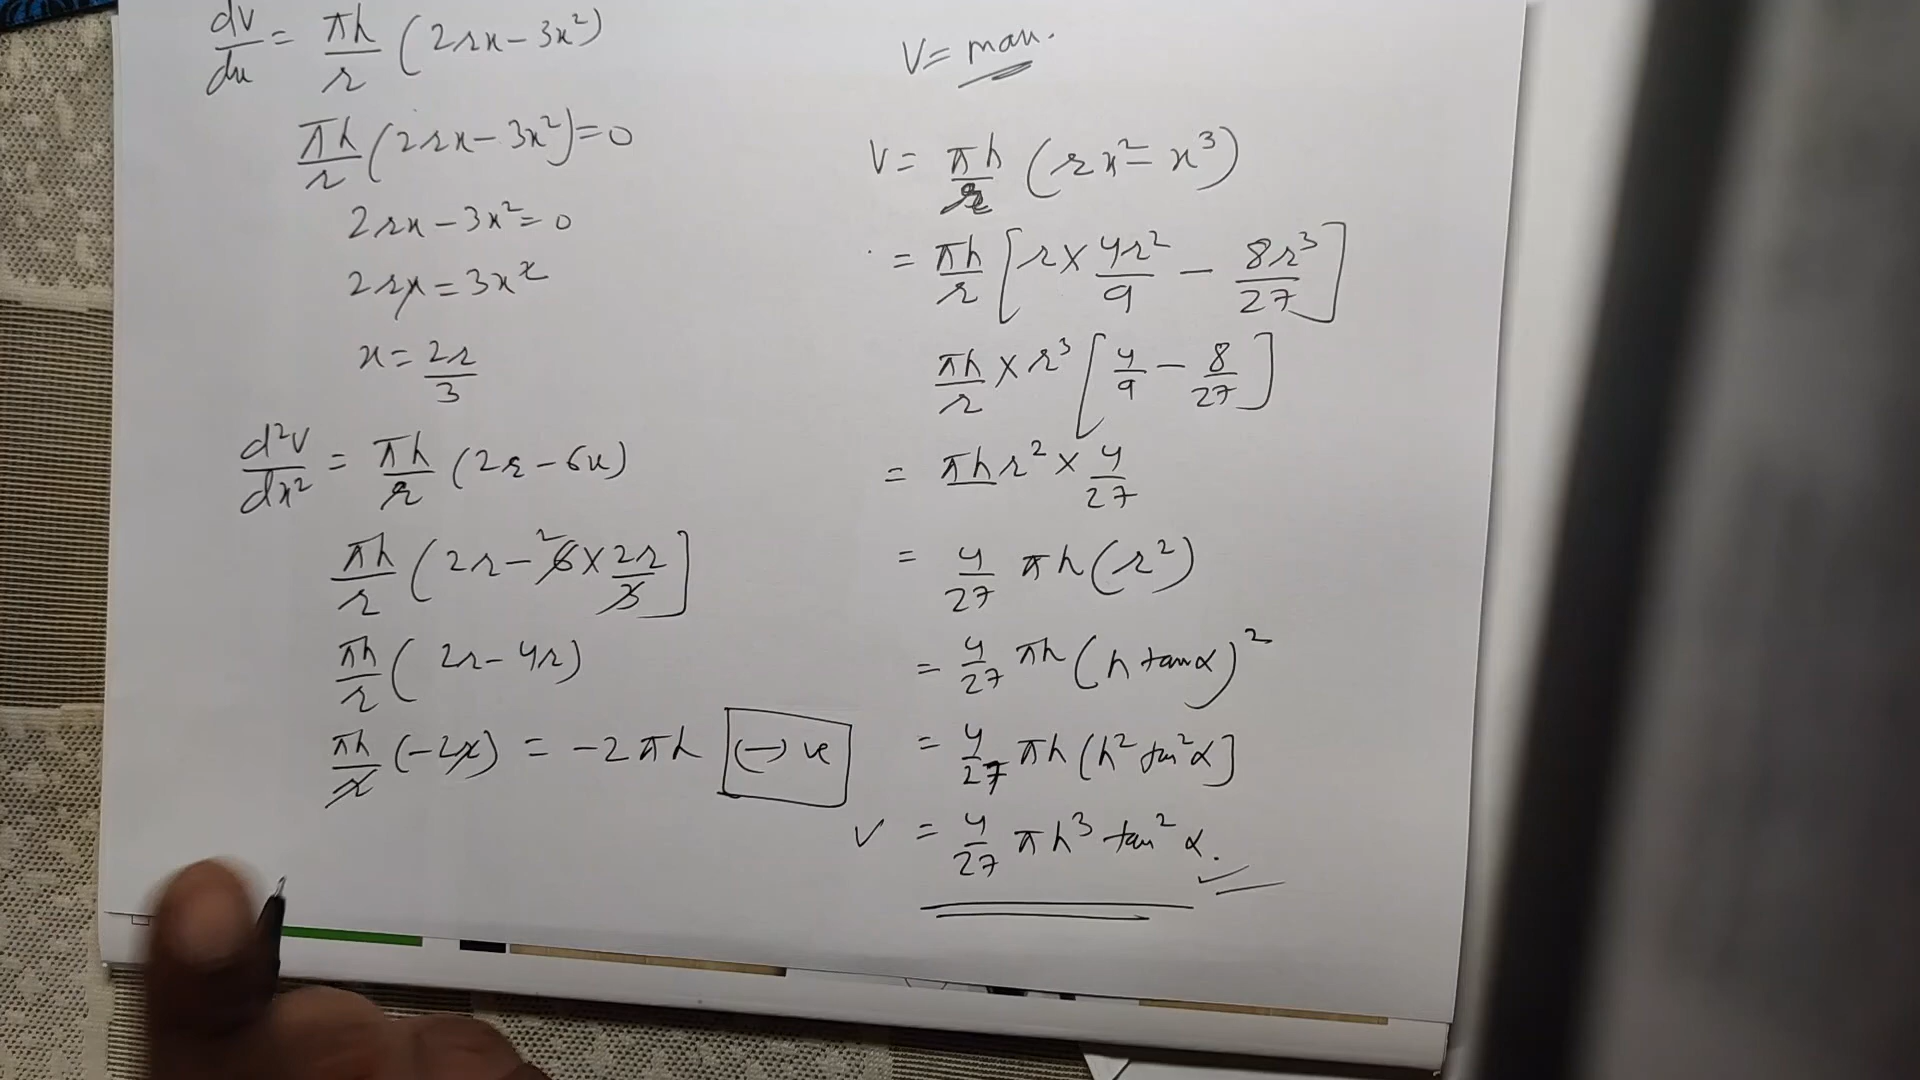 dv/dx = πh/r (2rx - 3x²)
πh/r (2rx - 3x²) = 0
2rx - 3x² = 0
2rx = 3x²
x = 2r/3
d²v/dx² = πh/r (2r - 6x)
πh/r (2r - ²6 × 2r/3]
πh/r (2r - 4r)
πh/r (-2r) = -2πh (-) ve
V = max.
V = πh/r (rx² - x³)
= πh/r [r × 4r²/9 - 8r³/27]
πh/r × r³ [4/9 - 8/27]
= πhr² × 4/27
= 4/27 πh (r²)
= 4/27 πh (h tanα)²
= 4/27 πh (h² tan²α]
V = 4/27 πh³ tan²α.